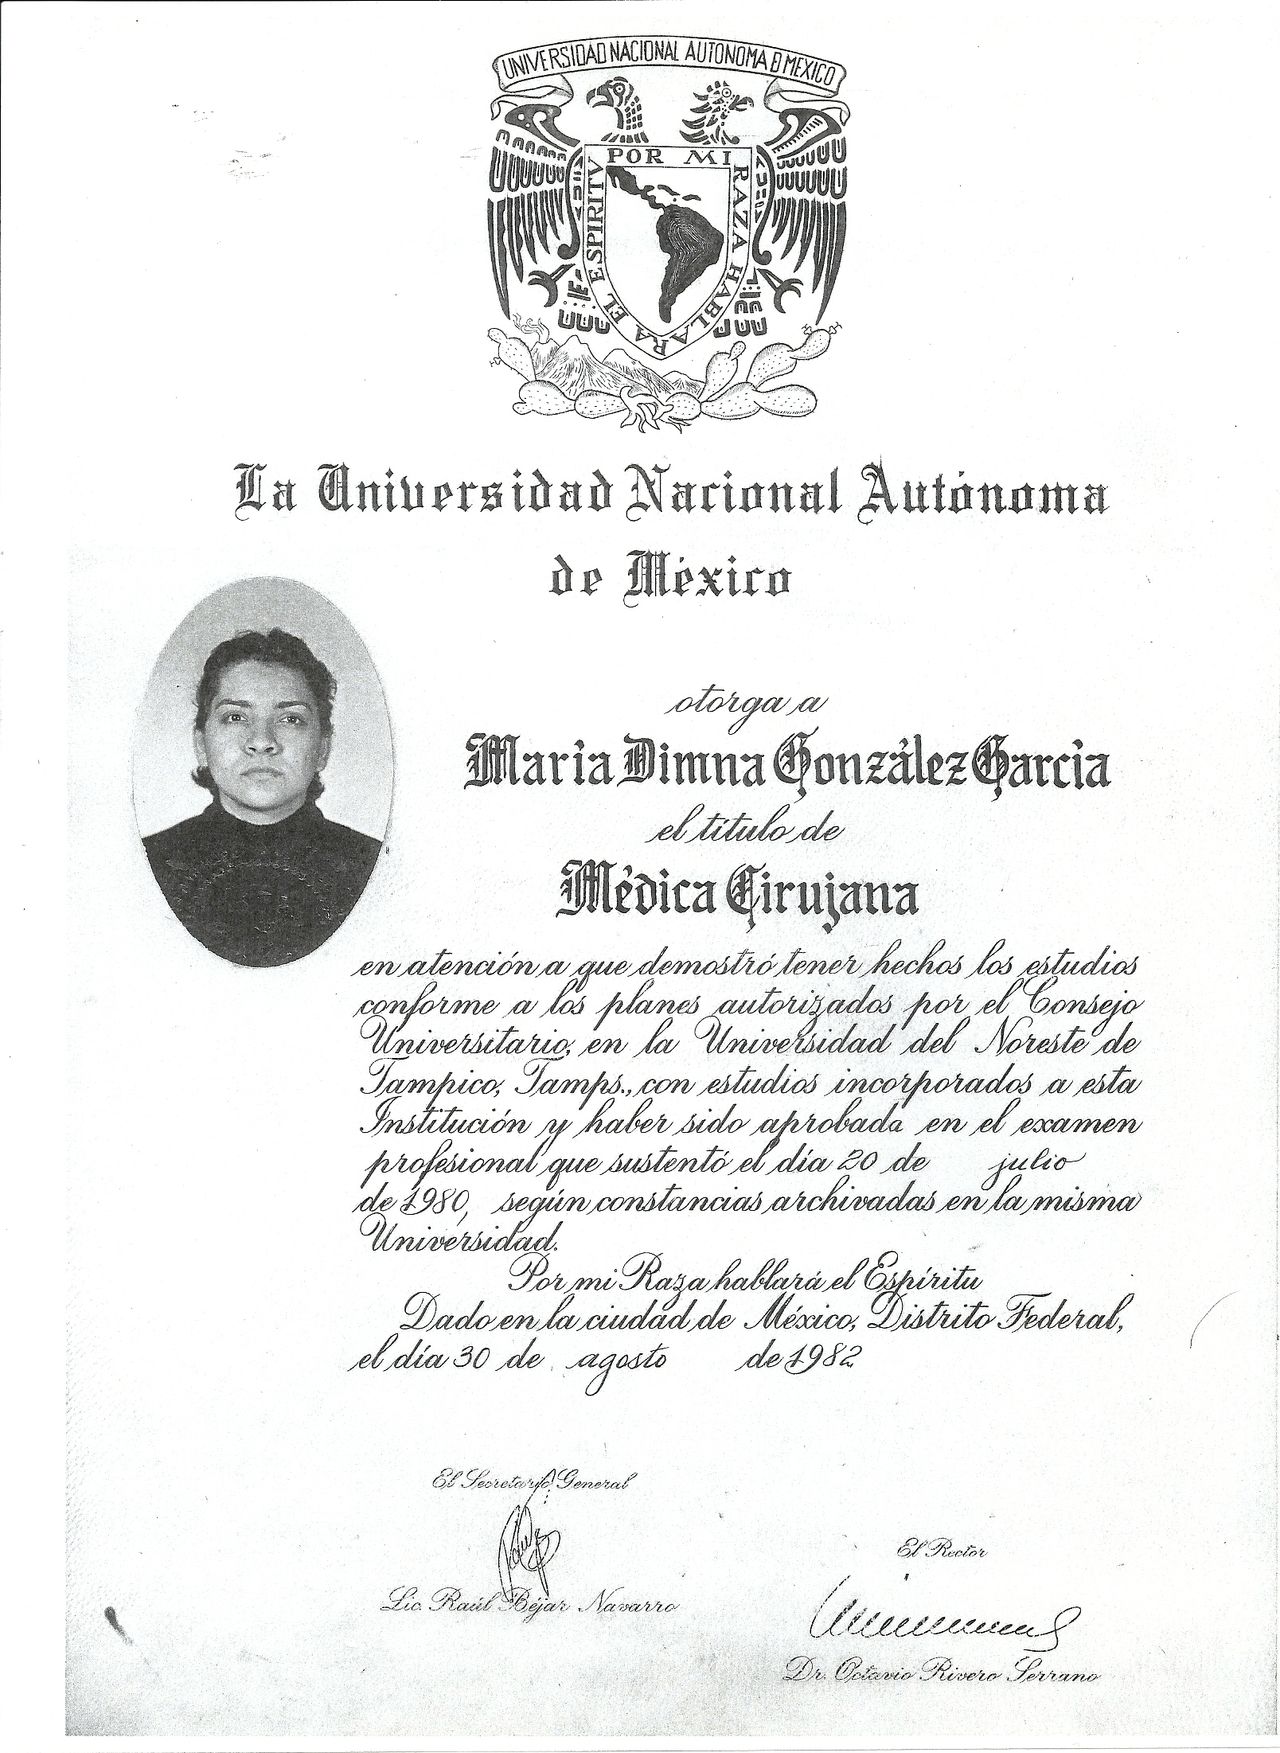 UNIVERSIDAD NACIONAL AUTONOMA D MEXICO
POR MI RAZA HABLARA EL ESPIRITU
La Universidad Nacional Autónoma
de México
otorga a
Maria Dimna González García
el título de
Médica Cirujana
en atención a que demostró tener hechos los estudios
conforme a los planes autorizados por el Consejo
Universitario, en la Universidad del Noreste de
Tampico, Tamps., con estudios incorporados a esta
Institución y haber sido aprobada en el examen
profesional que sustentó el día 20 de julio
de 1980, según constancias archivadas en la misma
Universidad.
Por mi Raza hablará el Espíritu
Dado en la ciudad de México, Distrito Federal,
el día 30 de agosto de 1982
El Secretario General
Lic. Raúl Béjar Navarro
El Rector
Dr. Octavio Rivero Serrano